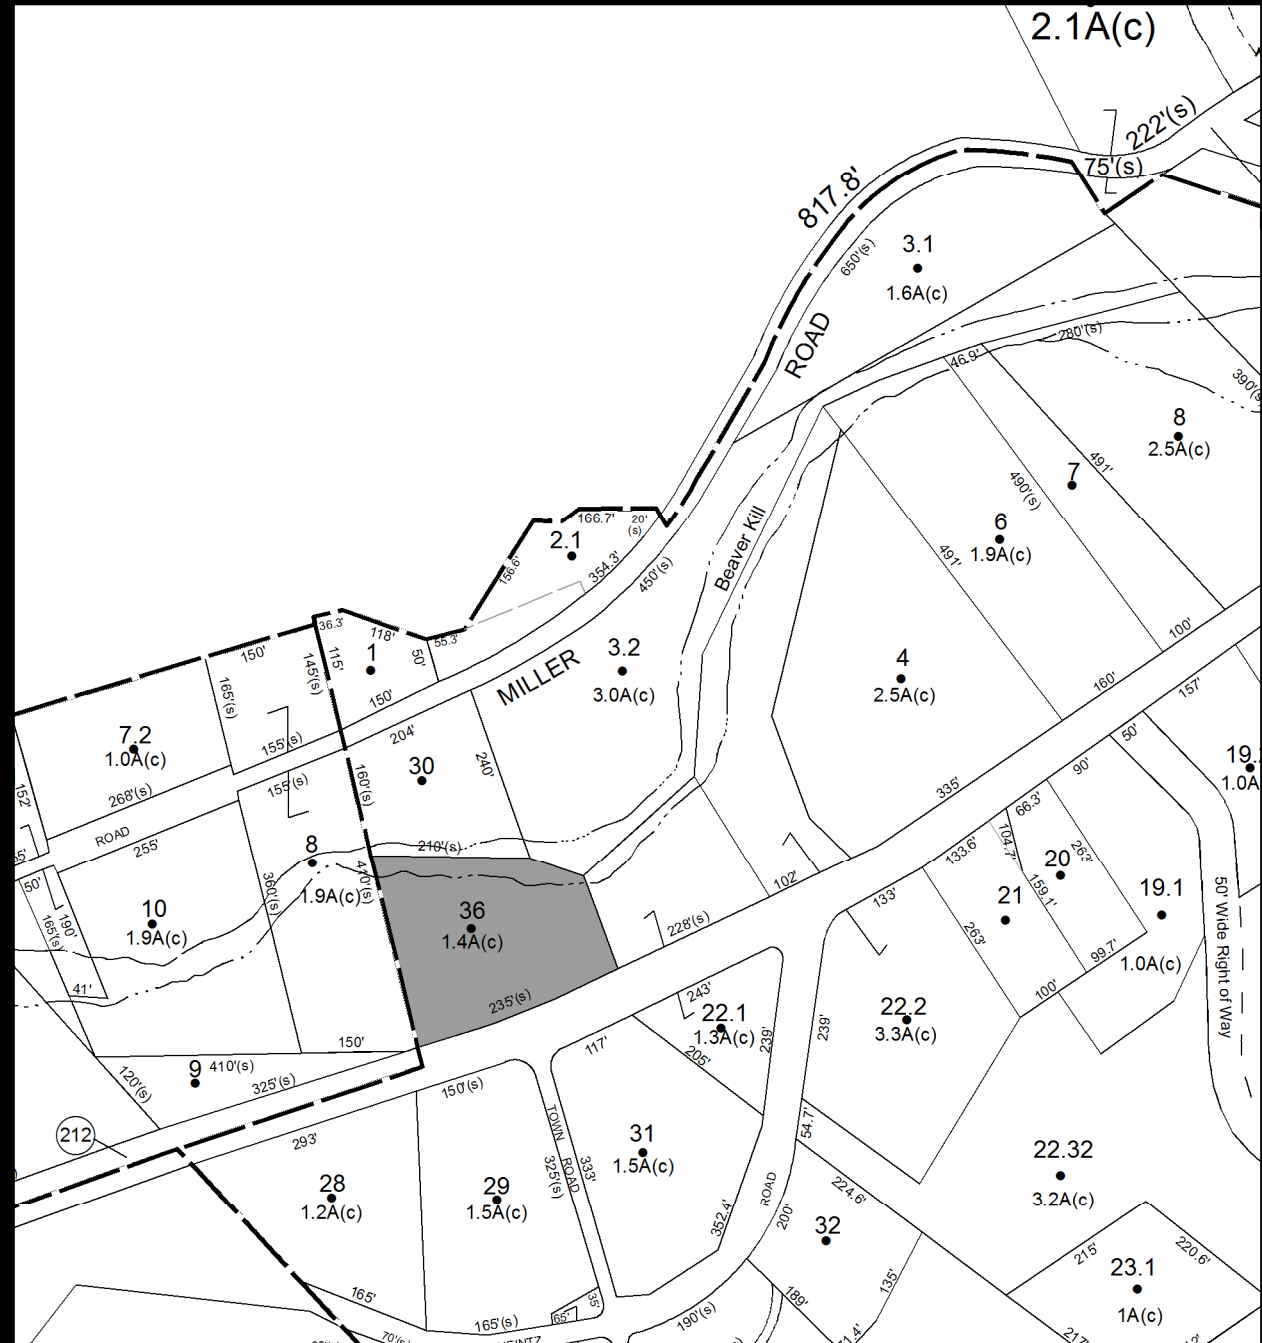 2.1A(c)
222'(s)
75'(s)
817.8'
3.1
650'(s)
1.6A(c)
ROAD
280'(s)
46.9'
390'(s)
8
2.5A(c)
491'
7
490'(s)
6
1.9A(c)
491'
166.7'
20'
(s)
2.1
354.3'
156.6'
450'(s)
Beaver Kill
36.3'
118'
55.3'
150'
115'
145'(s)
1
50'
165'(s)
150'
MILLER
3.2
3.0A(c)
4
2.5A(c)
100'
160'
157'
50'
7.2
1.0A(c)
155'(s)
204'
240'
30
160'(s)
155'(s)
268'(s)
152'
ROAD
255'
335'
90'
66.3'
1.0A
104.7'
133.6'
263'
20
159.1'
21
19.1
1.0A(c)
50' Wide Right of Way
8
1.9A(c)
410'(s)
210'(s)
360'(s)
50'
190'
165'(s)
10
1.9A(c)
36
1.4A(c)
102'
228'(s)
133'
263'
99.7'
100'
41'
235'(s)
243'
22.1
1.3A(c)
239'
239'
22.2
3.3A(c)
205'
117'
150'
9
410'(s)
325'(s)
120'(s)
150'(s)
212
293'
TOWN
ROAD
325'(s)
333'
31
1.5A(c)
54.7'
22.32
3.2A(c)
28
1.2A(c)
29
1.5A(c)
ROAD
200'
352.4'
224.6'
32
135'
215'
220.6'
23.1
1A(c)
165'
165'(s)
65'
35'
190'(s)
189'
70'(s)
71.4'
217'